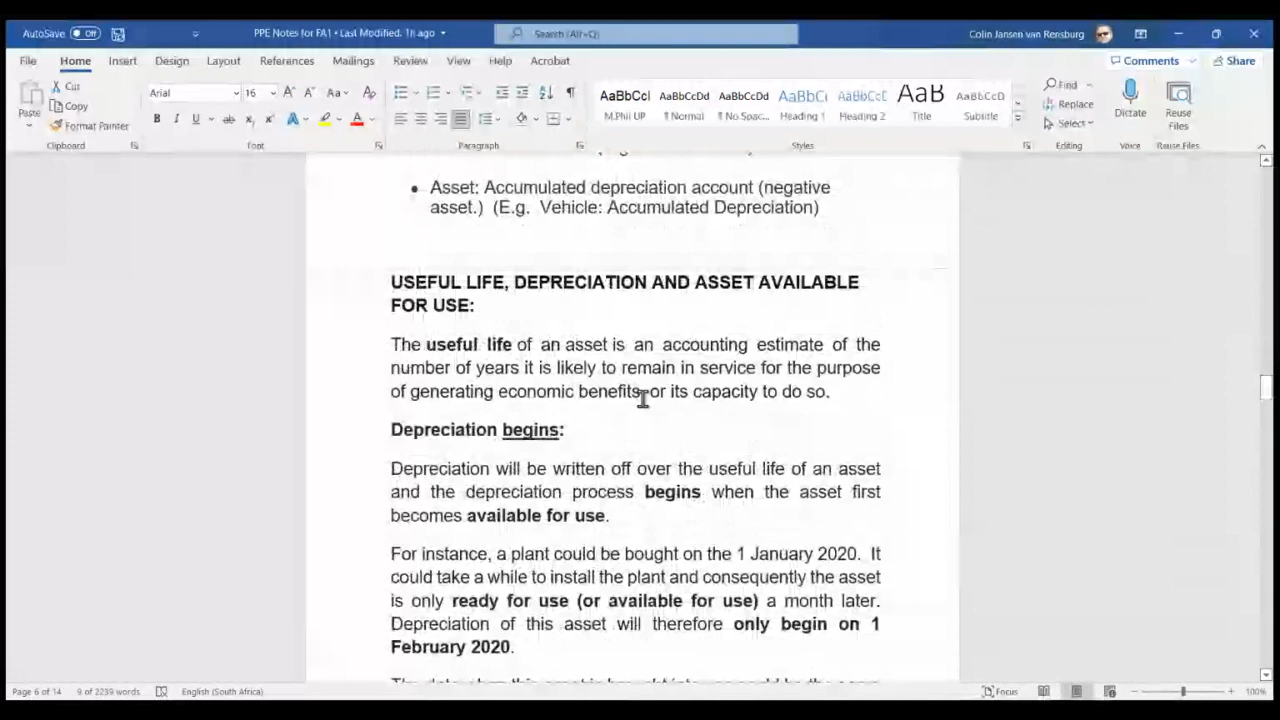 AutoSave Off PPE Notes for FA1 • Last Modified: 1h ago Search (Alt+Q) Colin Jansen van Rensburg
File Home Insert Design Layout References Mailings Review View Help Acrobat Comments Share
Paste Cut Copy Format Painter
Arial 16 Aa
B I U ab x₂ x² A A
AaBbCcI AaBbCcDd AaBbCcDd AaBbCc AaBbCcD AaB AaBbCcD
M.Phil UP ¶ Normal ¶ No Spac... Heading 1 Heading 2 Title Subtitle
Find Replace Select Dictate Reuse Files
Clipboard Font Paragraph Styles Editing Voice Reuse Files
• Asset: Accumulated depreciation account (negative
asset.) (E.g. Vehicle: Accumulated Depreciation)
USEFUL LIFE, DEPRECIATION AND ASSET AVAILABLE
FOR USE:
The useful life of an asset is an accounting estimate of the
number of years it is likely to remain in service for the purpose
of generating economic benefits or its capacity to do so.
Depreciation begins:
Depreciation will be written off over the useful life of an asset
and the depreciation process begins when the asset first
becomes available for use.
For instance, a plant could be bought on the 1 January 2020. It
could take a while to install the plant and consequently the asset
is only ready for use (or available for use) a month later.
Depreciation of this asset will therefore only begin on 1
February 2020.
Page 6 of 14 9 of 2239 words English (South Africa) Focus 100%